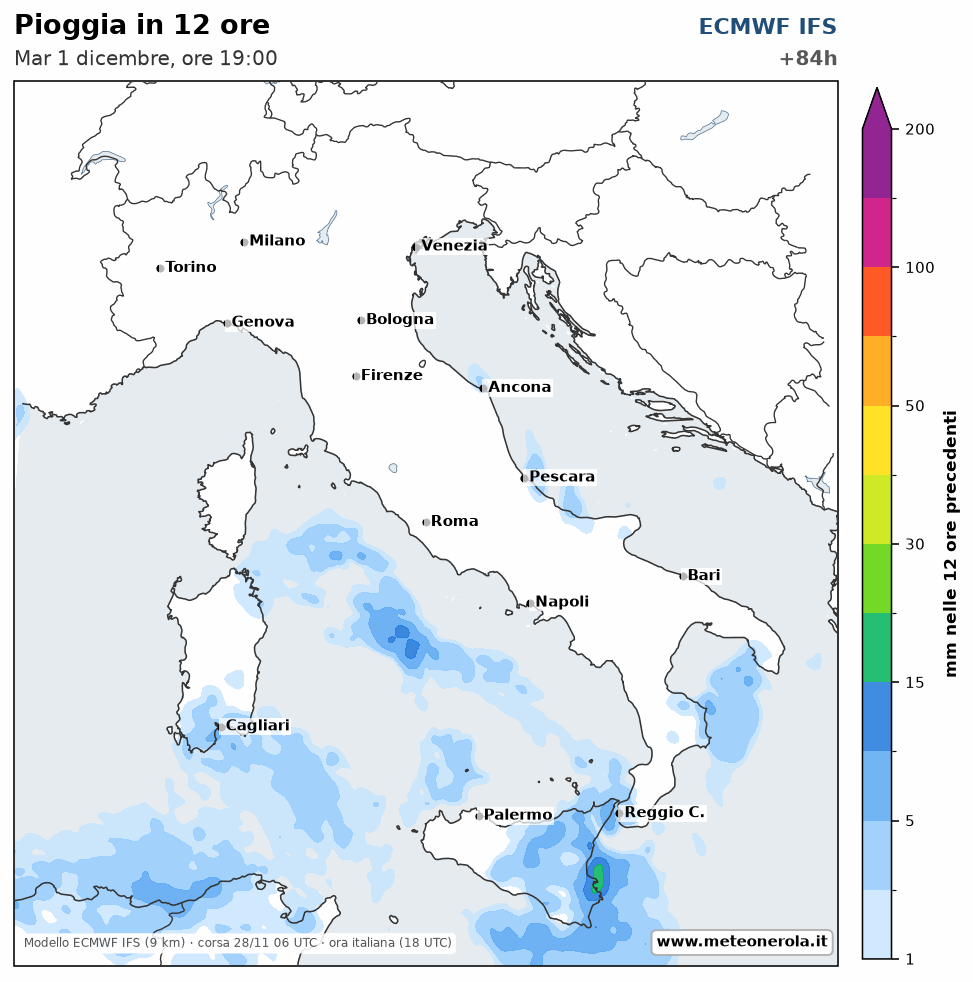 Pioggia in 12 ore
ECMWF IFS
Mar 1 dicembre, ore 19:00
+84h
200
100
50
30
15
5
1
mm nelle 12 ore precedenti
Milano
Venezia
Torino
Genova
Bologna
Firenze
Ancona
Pescara
Roma
Bari
Napoli
Cagliari
Palermo
Reggio C.
Modello ECMWF IFS (9 km) · corsa 28/11 06 UTC · ora italiana (18 UTC)
www.meteonerola.it